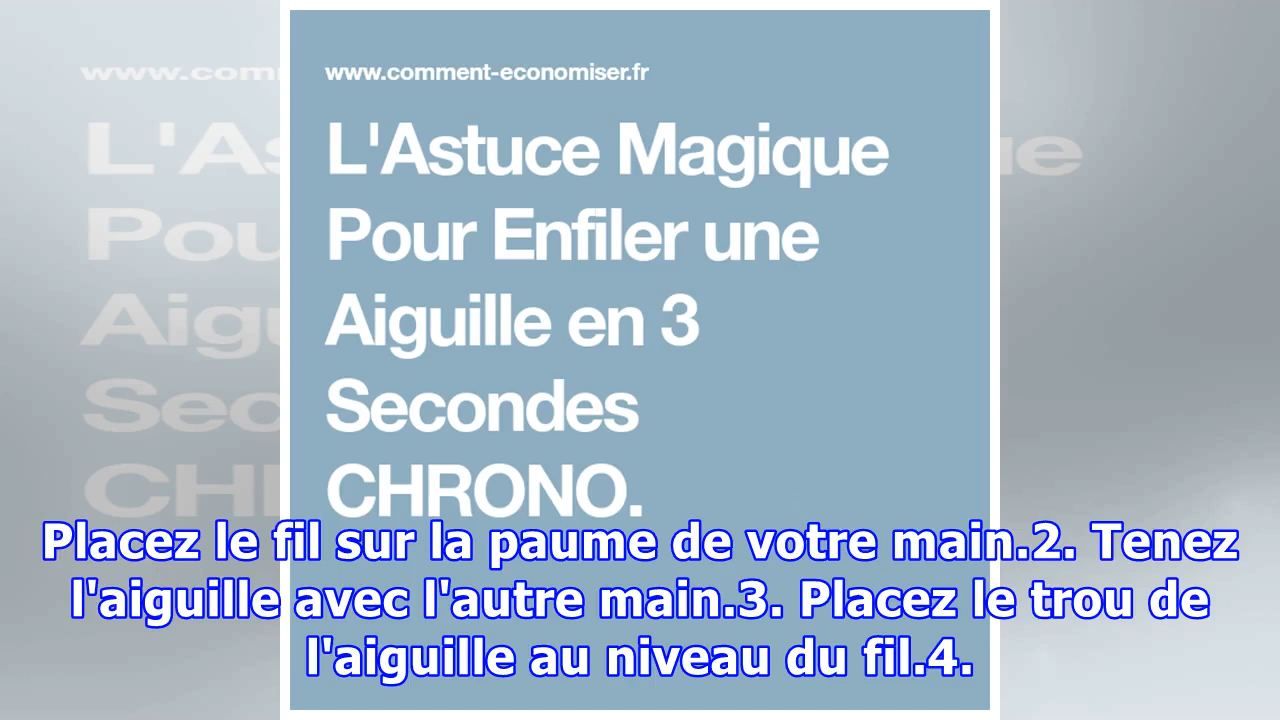 www.comment-economiser.fr
L'Astuce Magique
Pour Enfiler une
Aiguille en 3
Secondes
CHRONO.
Placez le fil sur la paume de votre main.2. Tenez
l'aiguille avec l'autre main.3. Placez le trou de
l'aiguille au niveau du fil.4.